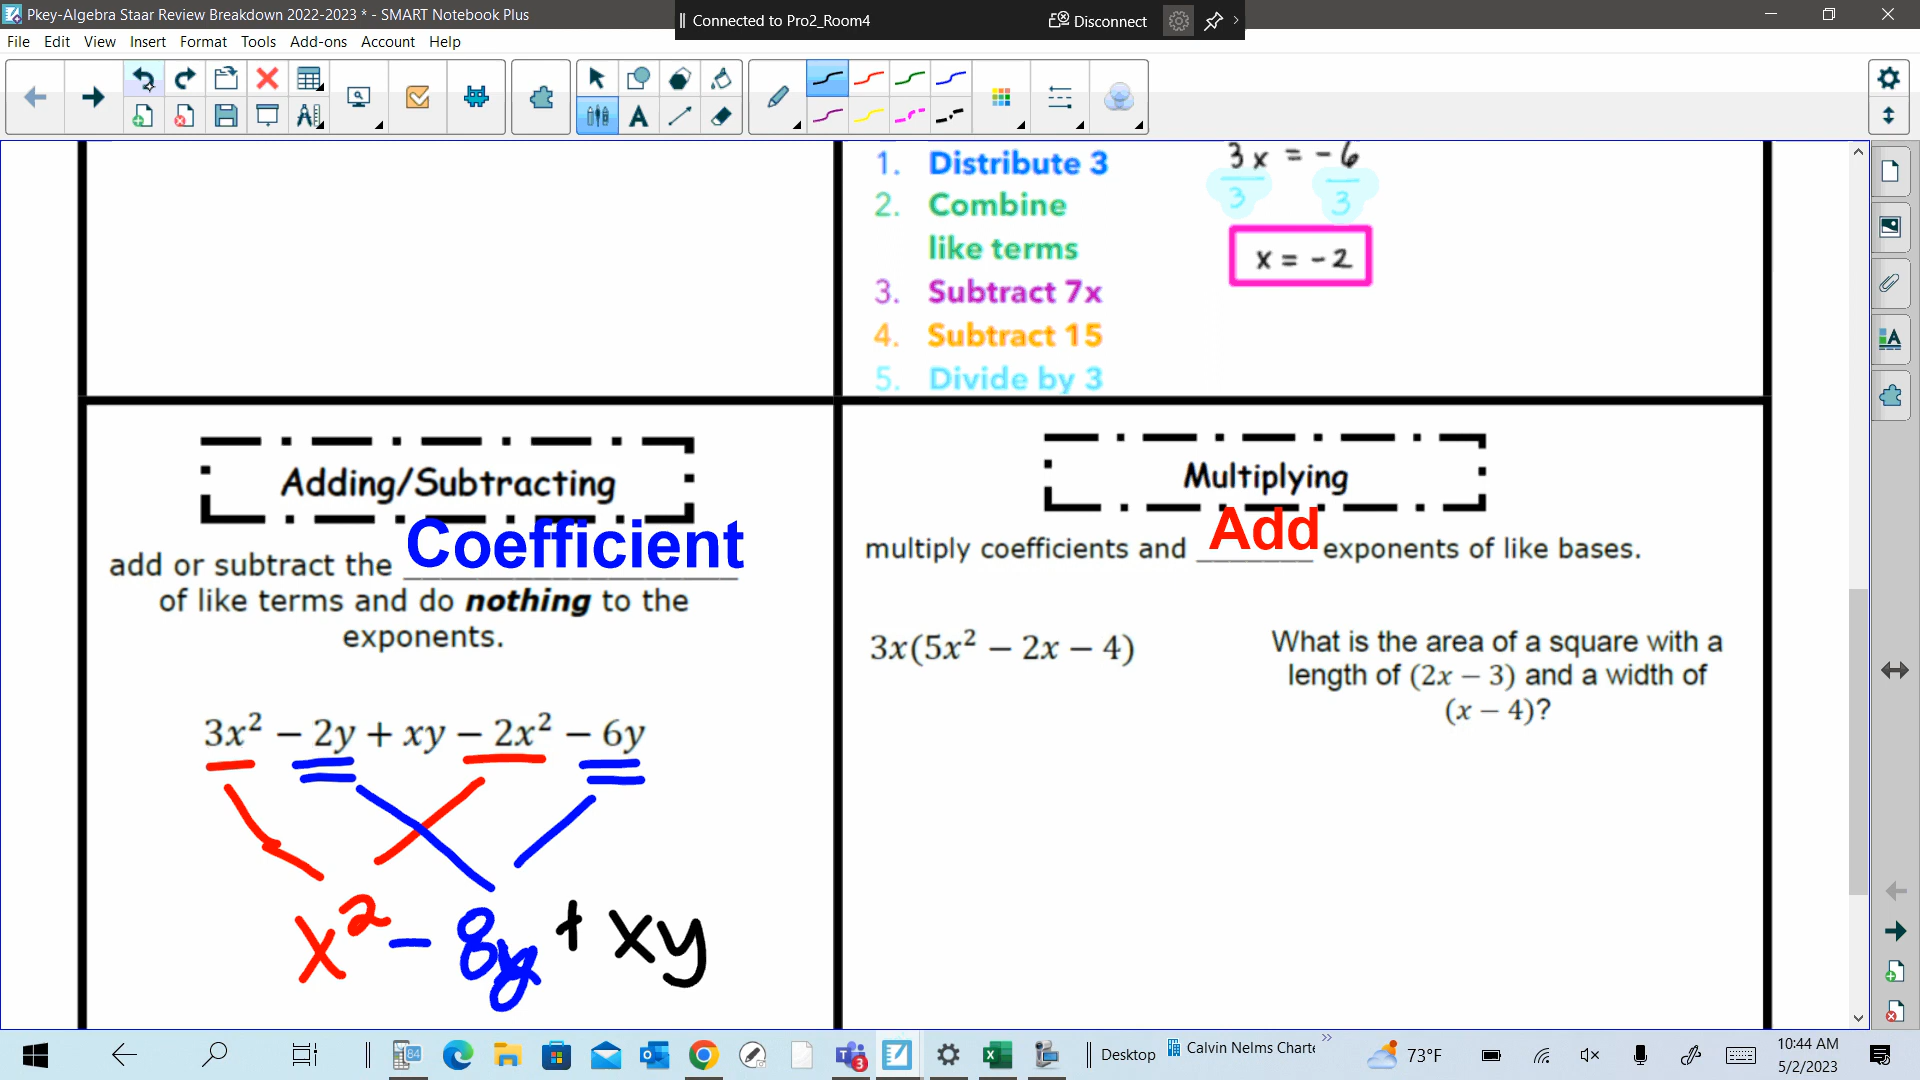 Pkey-Algebra Staar Review Breakdown 2022-2023 * - SMART Notebook Plus
Connected to Pro2_Room4
Disconnect
File Edit View Insert Format Tools Add-ons Account Help
1. Distribute 3
2. Combine
like terms
3. Subtract 7x
4. Subtract 15
5. Divide by 3
3x = -6
3 3
x = -2
Adding/Subtracting
add or subtract the Coefficient
of like terms and do nothing to the
exponents.
3x² − 2y + xy − 2x² − 6y
x² - 8y + xy
Multiplying
multiply coefficients and Add exponents of like bases.
3x(5x² − 2x − 4)
What is the area of a square with a
length of (2x − 3) and a width of
(x − 4)?
84
3
Desktop
Calvin Nelms Charte
73°F
10:44 AM
5/2/2023